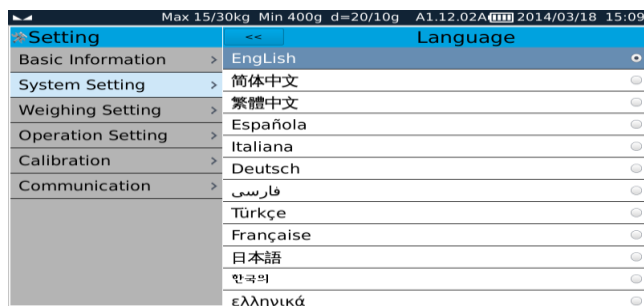 Max 15/30kg Min 400g d=20/10g A1.12.02A 2014/03/18 15:09
Setting
<<
Language
Basic Information >
System Setting >
Weighing Setting >
Operation Setting >
Calibration >
Communication >
EngLish
简体中文
繁體中文
Española
Italiana
Deutsch
فارسی
Türkçe
Française
日本語
한국의
ελληνικά